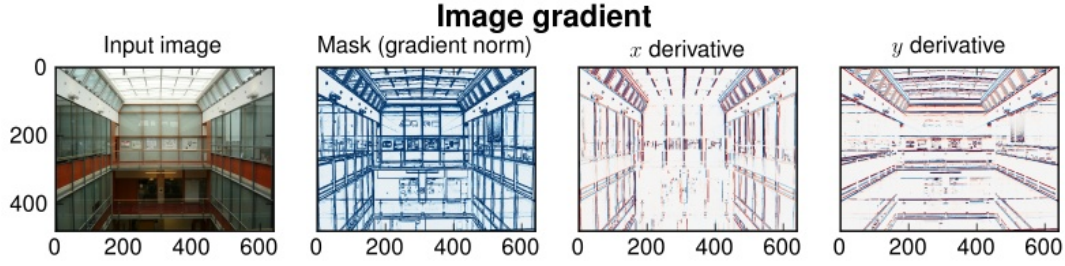 Image gradient
Input image
Mask (gradient norm)
x derivative
y derivative
0
200
400
0 200 400 600
0 200 400 600
0 200 400 600
0 200 400 600